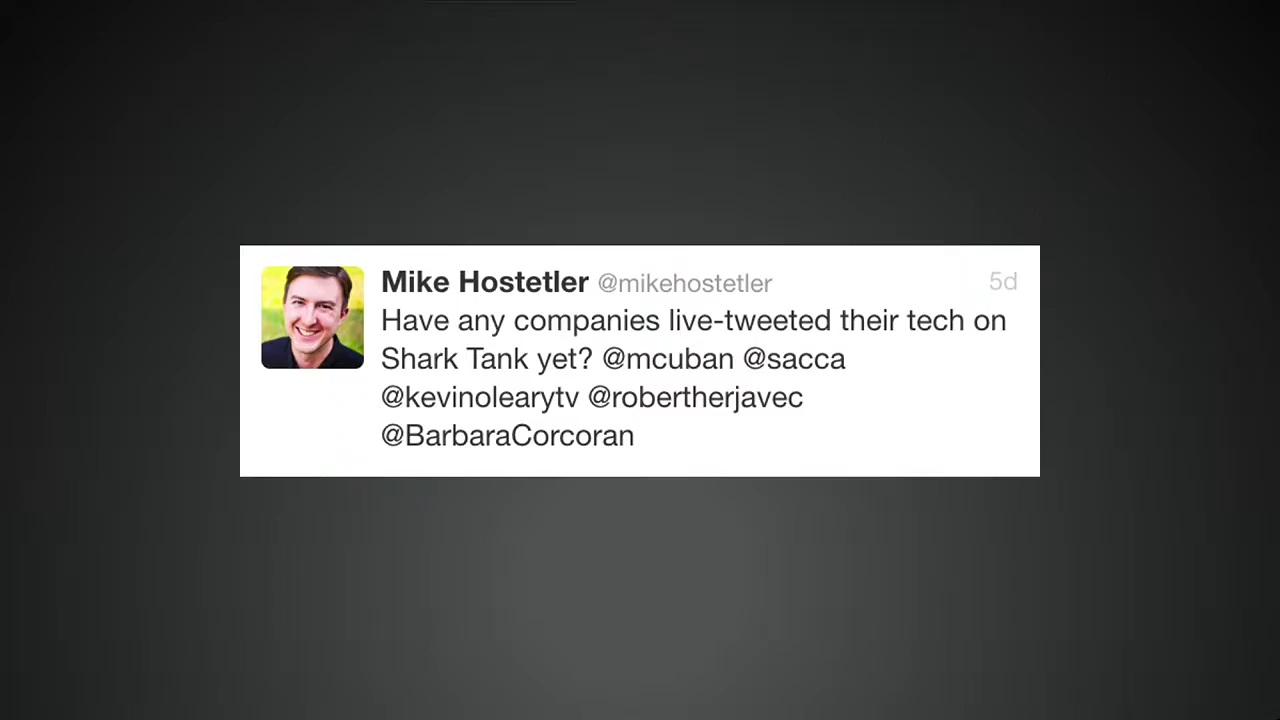 Mike Hostetler @mikehostetler 5d
Have any companies live-tweeted their tech on
Shark Tank yet? @mcuban @sacca
@kevinolearytv @robertherjavec
@BarbaraCorcoran